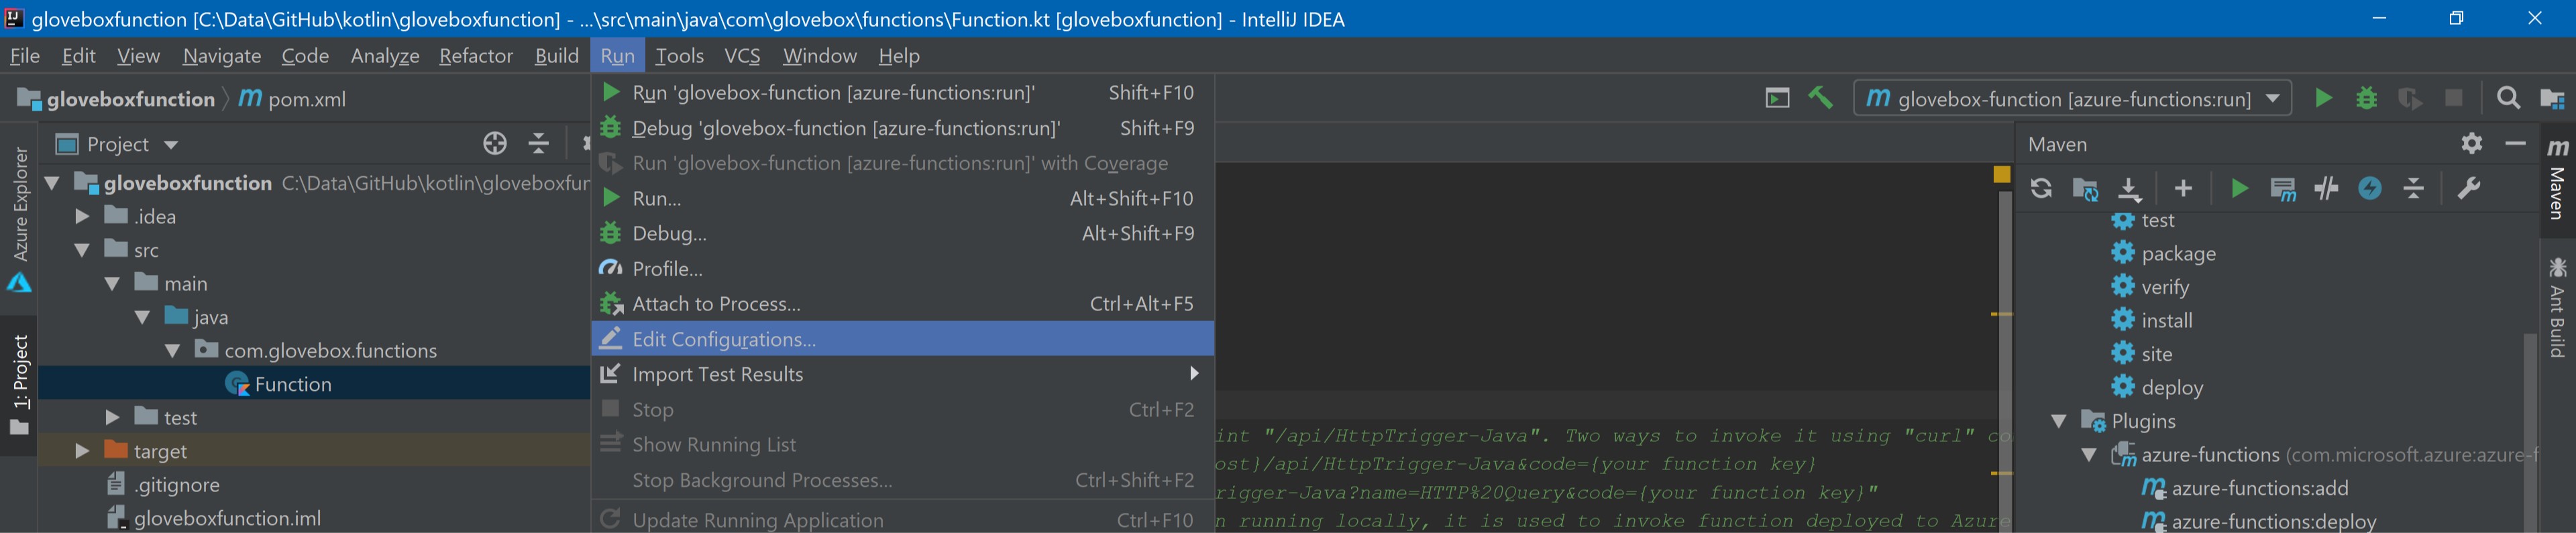 gloveboxfunction [C:\Data\GitHub\kotlin\gloveboxfunction] - ...\src\main\java\com\glovebox\functions\Function.kt [gloveboxfunction] - IntelliJ IDEA
File Edit View Navigate Code Analyze Refactor Build Run Tools VCS Window Help
gloveboxfunction m pom.xml
glovebox-function [azure-functions:run]
Azure Explorer
1: Project
Project
gloveboxfunction C:\Data\GitHub\kotlin\gloveboxfur
.idea
src
main
java
com.glovebox.functions
Function
test
target
.gitignore
gloveboxfunction.iml
Run 'glovebox-function [azure-functions:run]' Shift+F10
Debug 'glovebox-function [azure-functions:run]' Shift+F9
Run 'glovebox-function [azure-functions:run]' with Coverage
Run... Alt+Shift+F10
Debug... Alt+Shift+F9
Profile...
Attach to Process... Ctrl+Alt+F5
Edit Configurations...
Import Test Results
Stop Ctrl+F2
Show Running List
Stop Background Processes... Ctrl+Shift+F2
Update Running Application Ctrl+F10
int "/api/HttpTrigger-Java". Two ways to invoke it using "curl" co
ost}/api/HttpTrigger-Java&code={your function key}
rigger-Java?name=HTTP%20Query&code={your function key}"
n running locally, it is used to invoke function deployed to Azure
Maven
test
package
verify
install
site
deploy
Plugins
azure-functions (com.microsoft.azure:azure-f
azure-functions:add
azure-functions:deploy
Maven
Ant Build